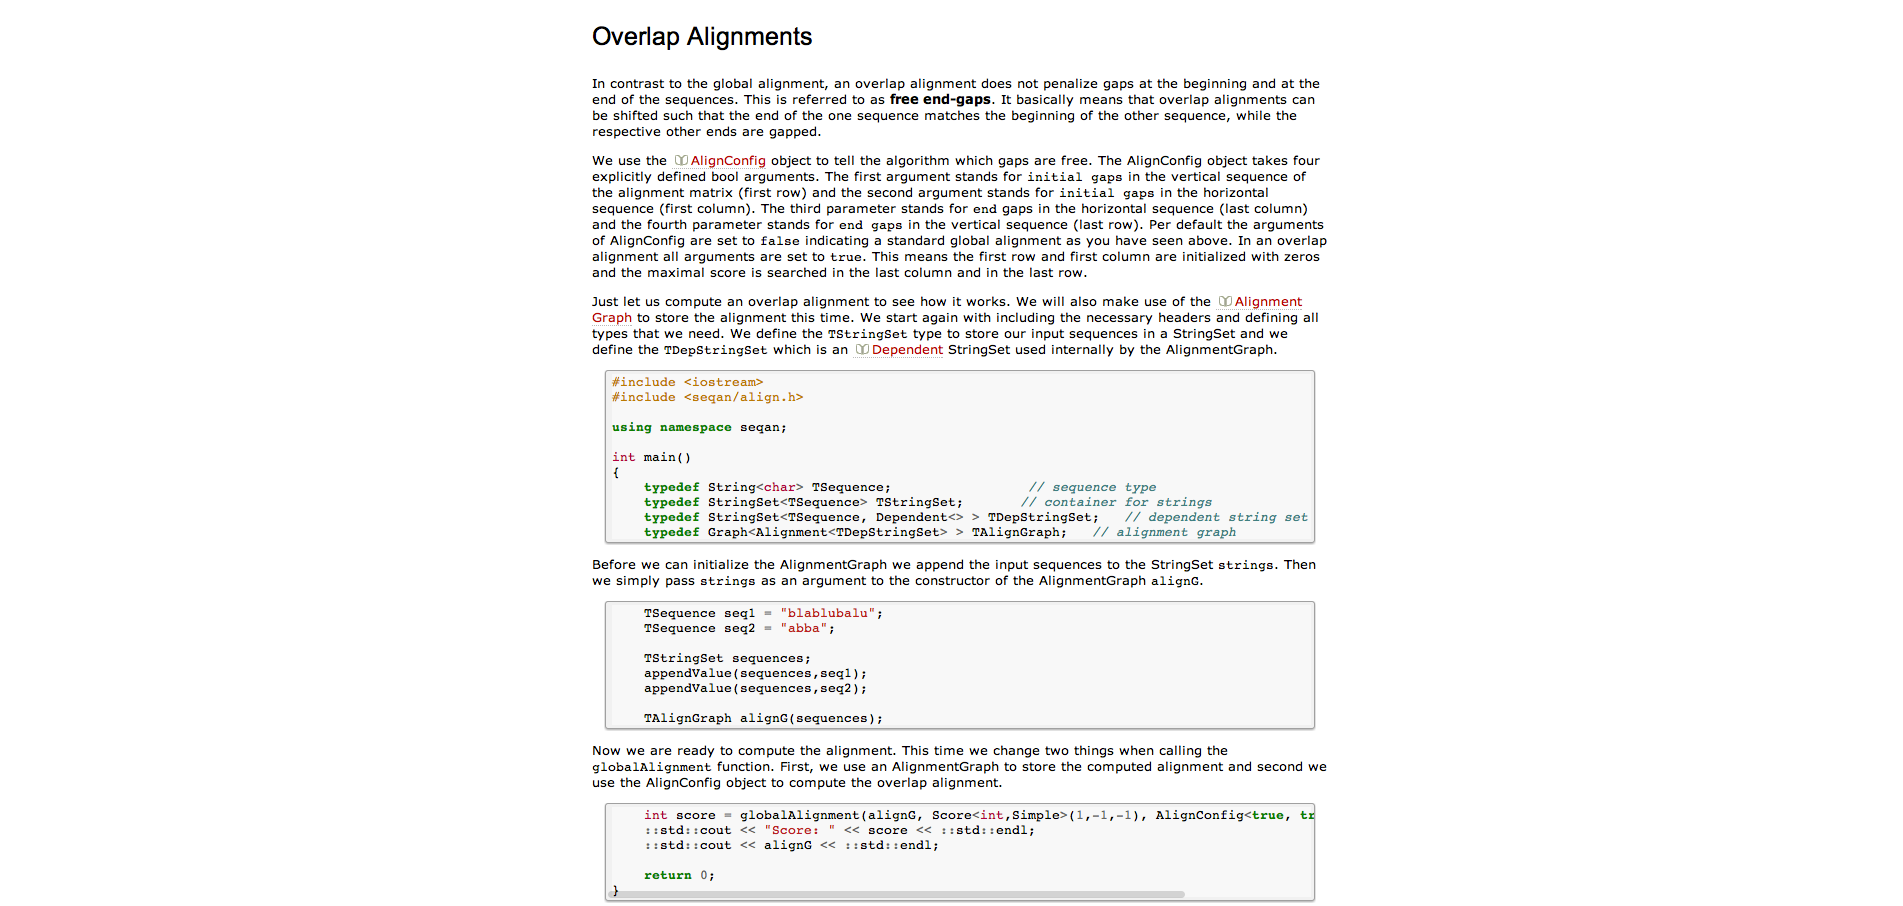 Overlap Alignments
In contrast to the global alignment, an overlap alignment does not penalize gaps at the beginning and at the
end of the sequences. This is referred to as free end-gaps. It basically means that overlap alignments can
be shifted such that the end of the one sequence matches the beginning of the other sequence, while the
respective other ends are gapped.
We use the AlignConfig object to tell the algorithm which gaps are free. The AlignConfig object takes four
explicitly defined bool arguments. The first argument stands for initial gaps in the vertical sequence of
the alignment matrix (first row) and the second argument stands for initial gaps in the horizontal
sequence (first column). The third parameter stands for end gaps in the horizontal sequence (last column)
and the fourth parameter stands for end gaps in the vertical sequence (last row). Per default the arguments
of AlignConfig are set to false indicating a standard global alignment as you have seen above. In an overlap
alignment all arguments are set to true. This means the first row and first column are initialized with zeros
and the maximal score is searched in the last column and in the last row.
Just let us compute an overlap alignment to see how it works. We will also make use of the Alignment
Graph to store the alignment this time. We start again with including the necessary headers and defining all
types that we need. We define the TStringSet type to store our input sequences in a StringSet and we
define the TDepStringSet which is an Dependent StringSet used internally by the AlignmentGraph.
#include <iostream>
#include <seqan/align.h>
using namespace seqan;
int main()
{
typedef String<char> TSequence; // sequence type
typedef StringSet<TSequence> TStringSet; // container for strings
typedef StringSet<TSequence, Dependent<> > TDepStringSet; // dependent string set
typedef Graph<Alignment<TDepStringSet> > TAlignGraph; // alignment graph
Before we can initialize the AlignmentGraph we append the input sequences to the StringSet strings. Then
we simply pass strings as an argument to the constructor of the AlignmentGraph alignG.
TSequence seq1 = "blablubalu";
TSequence seq2 = "abba";
TStringSet sequences;
appendValue(sequences,seq1);
appendValue(sequences,seq2);
TAlignGraph alignG(sequences);
Now we are ready to compute the alignment. This time we change two things when calling the
globalAlignment function. First, we use an AlignmentGraph to store the computed alignment and second we
use the AlignConfig object to compute the overlap alignment.
int score = globalAlignment(alignG, Score<int,Simple>(1,-1,-1), AlignConfig<true, tr
::std::cout << "Score: " << score << ::std::endl;
::std::cout << alignG << ::std::endl;
return 0;
}